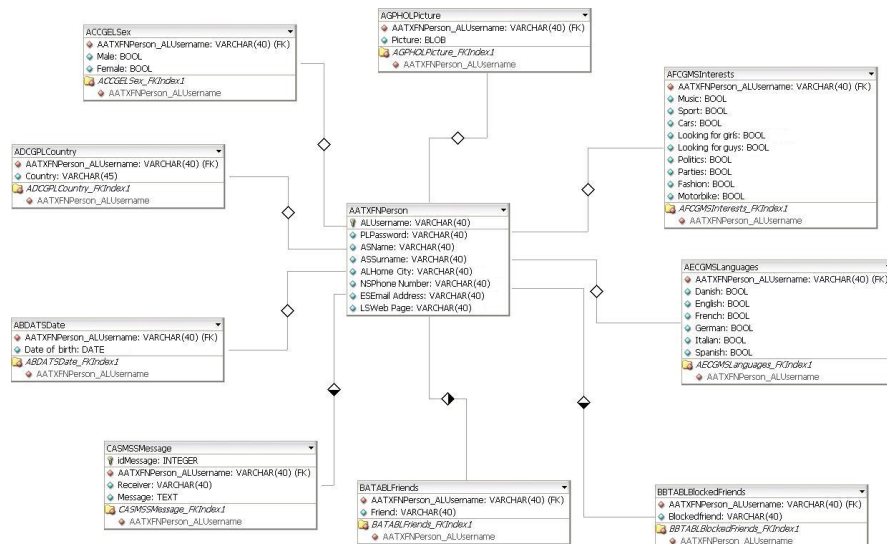 ACCGELSex
AATXFNPerson_ALUsername: VARCHAR(40) (FK)
Male: BOOL
Female: BOOL
ACCGELSex_FKIndex1
AATXFNPerson_ALUsername
AGPHOLPicture
AATXFNPerson_ALUsername: VARCHAR(40) (FK)
Picture: BLOB
AGPHOLPicture_FKIndex1
AATXFNPerson_ALUsername
AFCGMSInterests
AATXFNPerson_ALUsername: VARCHAR(40) (FK)
Music: BOOL
Sport: BOOL
Cars: BOOL
Looking for girls: BOOL
Looking for guys: BOOL
Politics: BOOL
Parties: BOOL
Fashion: BOOL
Motorbike: BOOL
AFCGMSInterests_FKIndex1
AATXFNPerson_ALUsername
ADCGPLCountry
AATXFNPerson_ALUsername: VARCHAR(40) (FK)
Country: VARCHAR(45)
ADCGPLCountry_FKIndex1
AATXFNPerson_ALUsername
AATXFNPerson
ALUsername: VARCHAR(40)
PLPassword: VARCHAR(40)
ASName: VARCHAR(40)
ASSurname: VARCHAR(40)
ALHome City: VARCHAR(40)
NSPhone Number: VARCHAR(40)
ESEmail Address: VARCHAR(40)
LSWeb Page: VARCHAR(40)
AECGMSLanguages
AATXFNPerson_ALUsername: VARCHAR(40) (FK)
Danish: BOOL
English: BOOL
French: BOOL
German: BOOL
Italian: BOOL
Spanish: BOOL
AECGMSLanguages_FKIndex1
AATXFNPerson_ALUsername
ABDATSDate
AATXFNPerson_ALUsername: VARCHAR(40) (FK)
Date of birth: DATE
ABDATSDate_FKIndex1
AATXFNPerson_ALUsername
CASMSSMessage
idMessage: INTEGER
AATXFNPerson_ALUsername: VARCHAR(40) (FK)
Receiver: VARCHAR(40)
Message: TEXT
CASMSSMessage_FKIndex1
AATXFNPerson_ALUsername
BATABLFriends
AATXFNPerson_ALUsername: VARCHAR(40) (FK)
Friend: VARCHAR(40)
BATABLFriends_FKIndex1
AATXFNPerson_ALUsername
BBTABLBlockedFriends
AATXFNPerson_ALUsername: VARCHAR(40) (FK)
Blockedfriend: VARCHAR(40)
BBTABLBlockedFriends_FKIndex1
AATXFNPerson_ALUsername